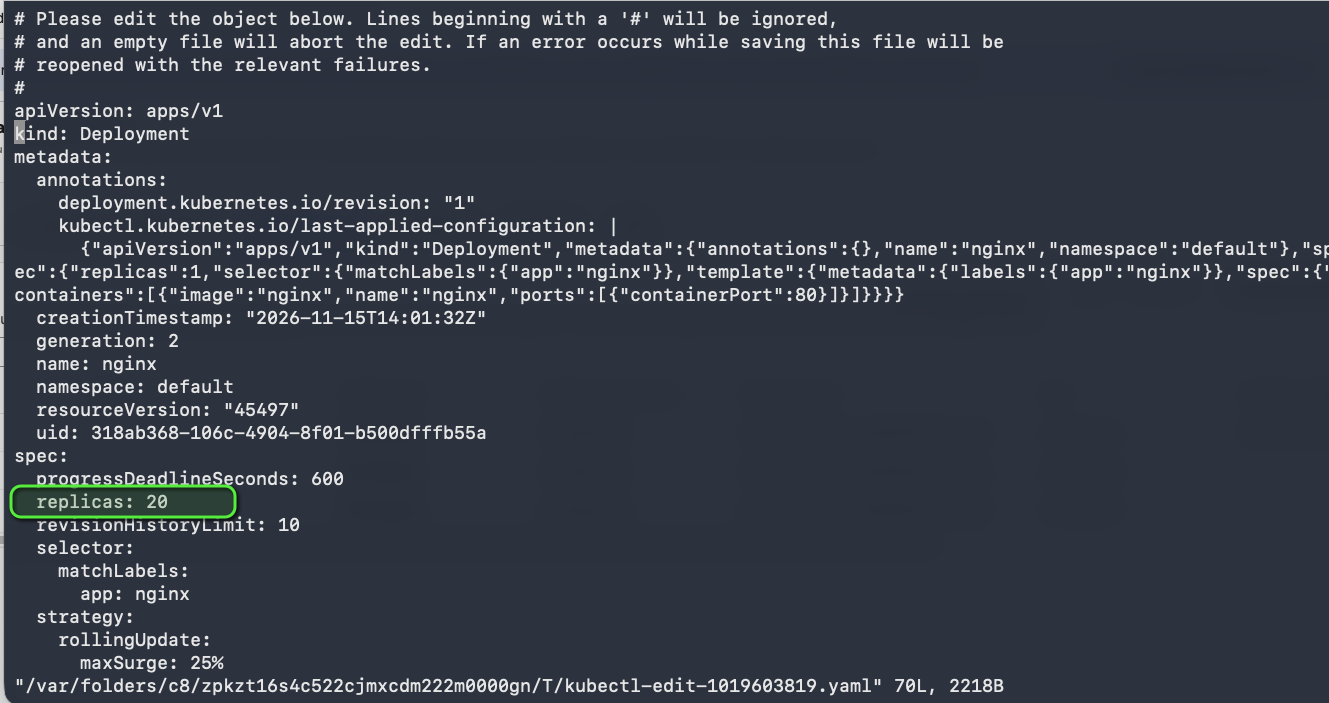 # Please edit the object below. Lines beginning with a '#' will be ignored,
# and an empty file will abort the edit. If an error occurs while saving this file will be
# reopened with the relevant failures.
#
apiVersion: apps/v1
kind: Deployment
metadata:
  annotations:
    deployment.kubernetes.io/revision: "1"
    kubectl.kubernetes.io/last-applied-configuration: |
      {"apiVersion":"apps/v1","kind":"Deployment","metadata":{"annotations":{},"name":"nginx","namespace":"default"},"sp
ec":{"replicas":1,"selector":{"matchLabels":{"app":"nginx"}},"template":{"metadata":{"labels":{"app":"nginx"}},"spec":{"
containers":[{"image":"nginx","name":"nginx","ports":[{"containerPort":80}]}]}}}}
  creationTimestamp: "2026-11-15T14:01:32Z"
  generation: 2
  name: nginx
  namespace: default
  resourceVersion: "45497"
  uid: 318ab368-106c-4904-8f01-b500dfffb55a
spec:
  progressDeadlineSeconds: 600
  replicas: 20
  revisionHistoryLimit: 10
  selector:
    matchLabels:
      app: nginx
  strategy:
    rollingUpdate:
      maxSurge: 25%
"/var/folders/c8/zpkzt16s4c522cjmxcdm222m0000gn/T/kubectl-edit-1019603819.yaml" 70L, 2218B